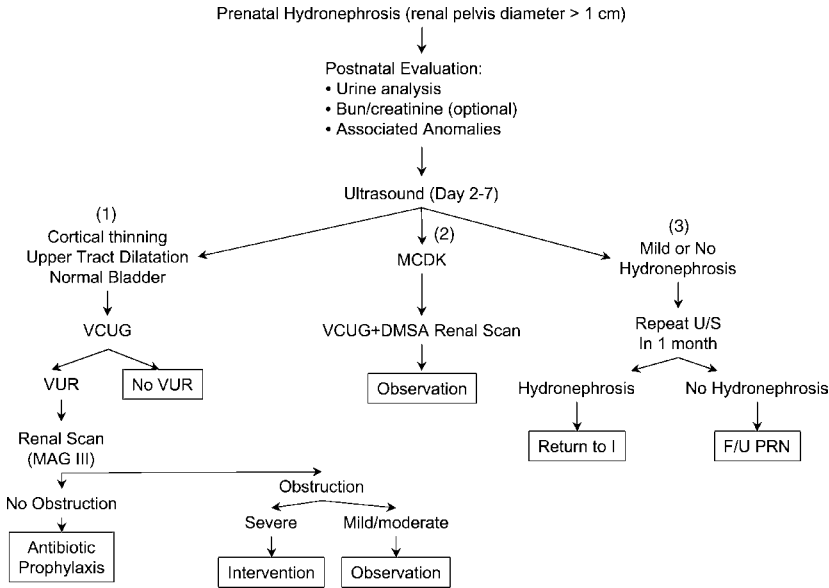 Prenatal Hydronephrosis (renal pelvis diameter > 1 cm)
Postnatal Evaluation:
• Urine analysis
• Bun/creatinine (optional)
• Associated Anomalies
Ultrasound (Day 2-7)
(1)
Cortical thinning
Upper Tract Dilatation
Normal Bladder
VCUG
VUR
No VUR
Renal Scan
(MAG III)
No Obstruction
Antibiotic
Prophylaxis
Obstruction
Severe
Mild/moderate
Intervention
Observation
(2)
MCDK
VCUG+DMSA Renal Scan
Observation
(3)
Mild or No
Hydronephrosis
Repeat U/S
In 1 month
Hydronephrosis
No Hydronephrosis
Return to I
F/U PRN